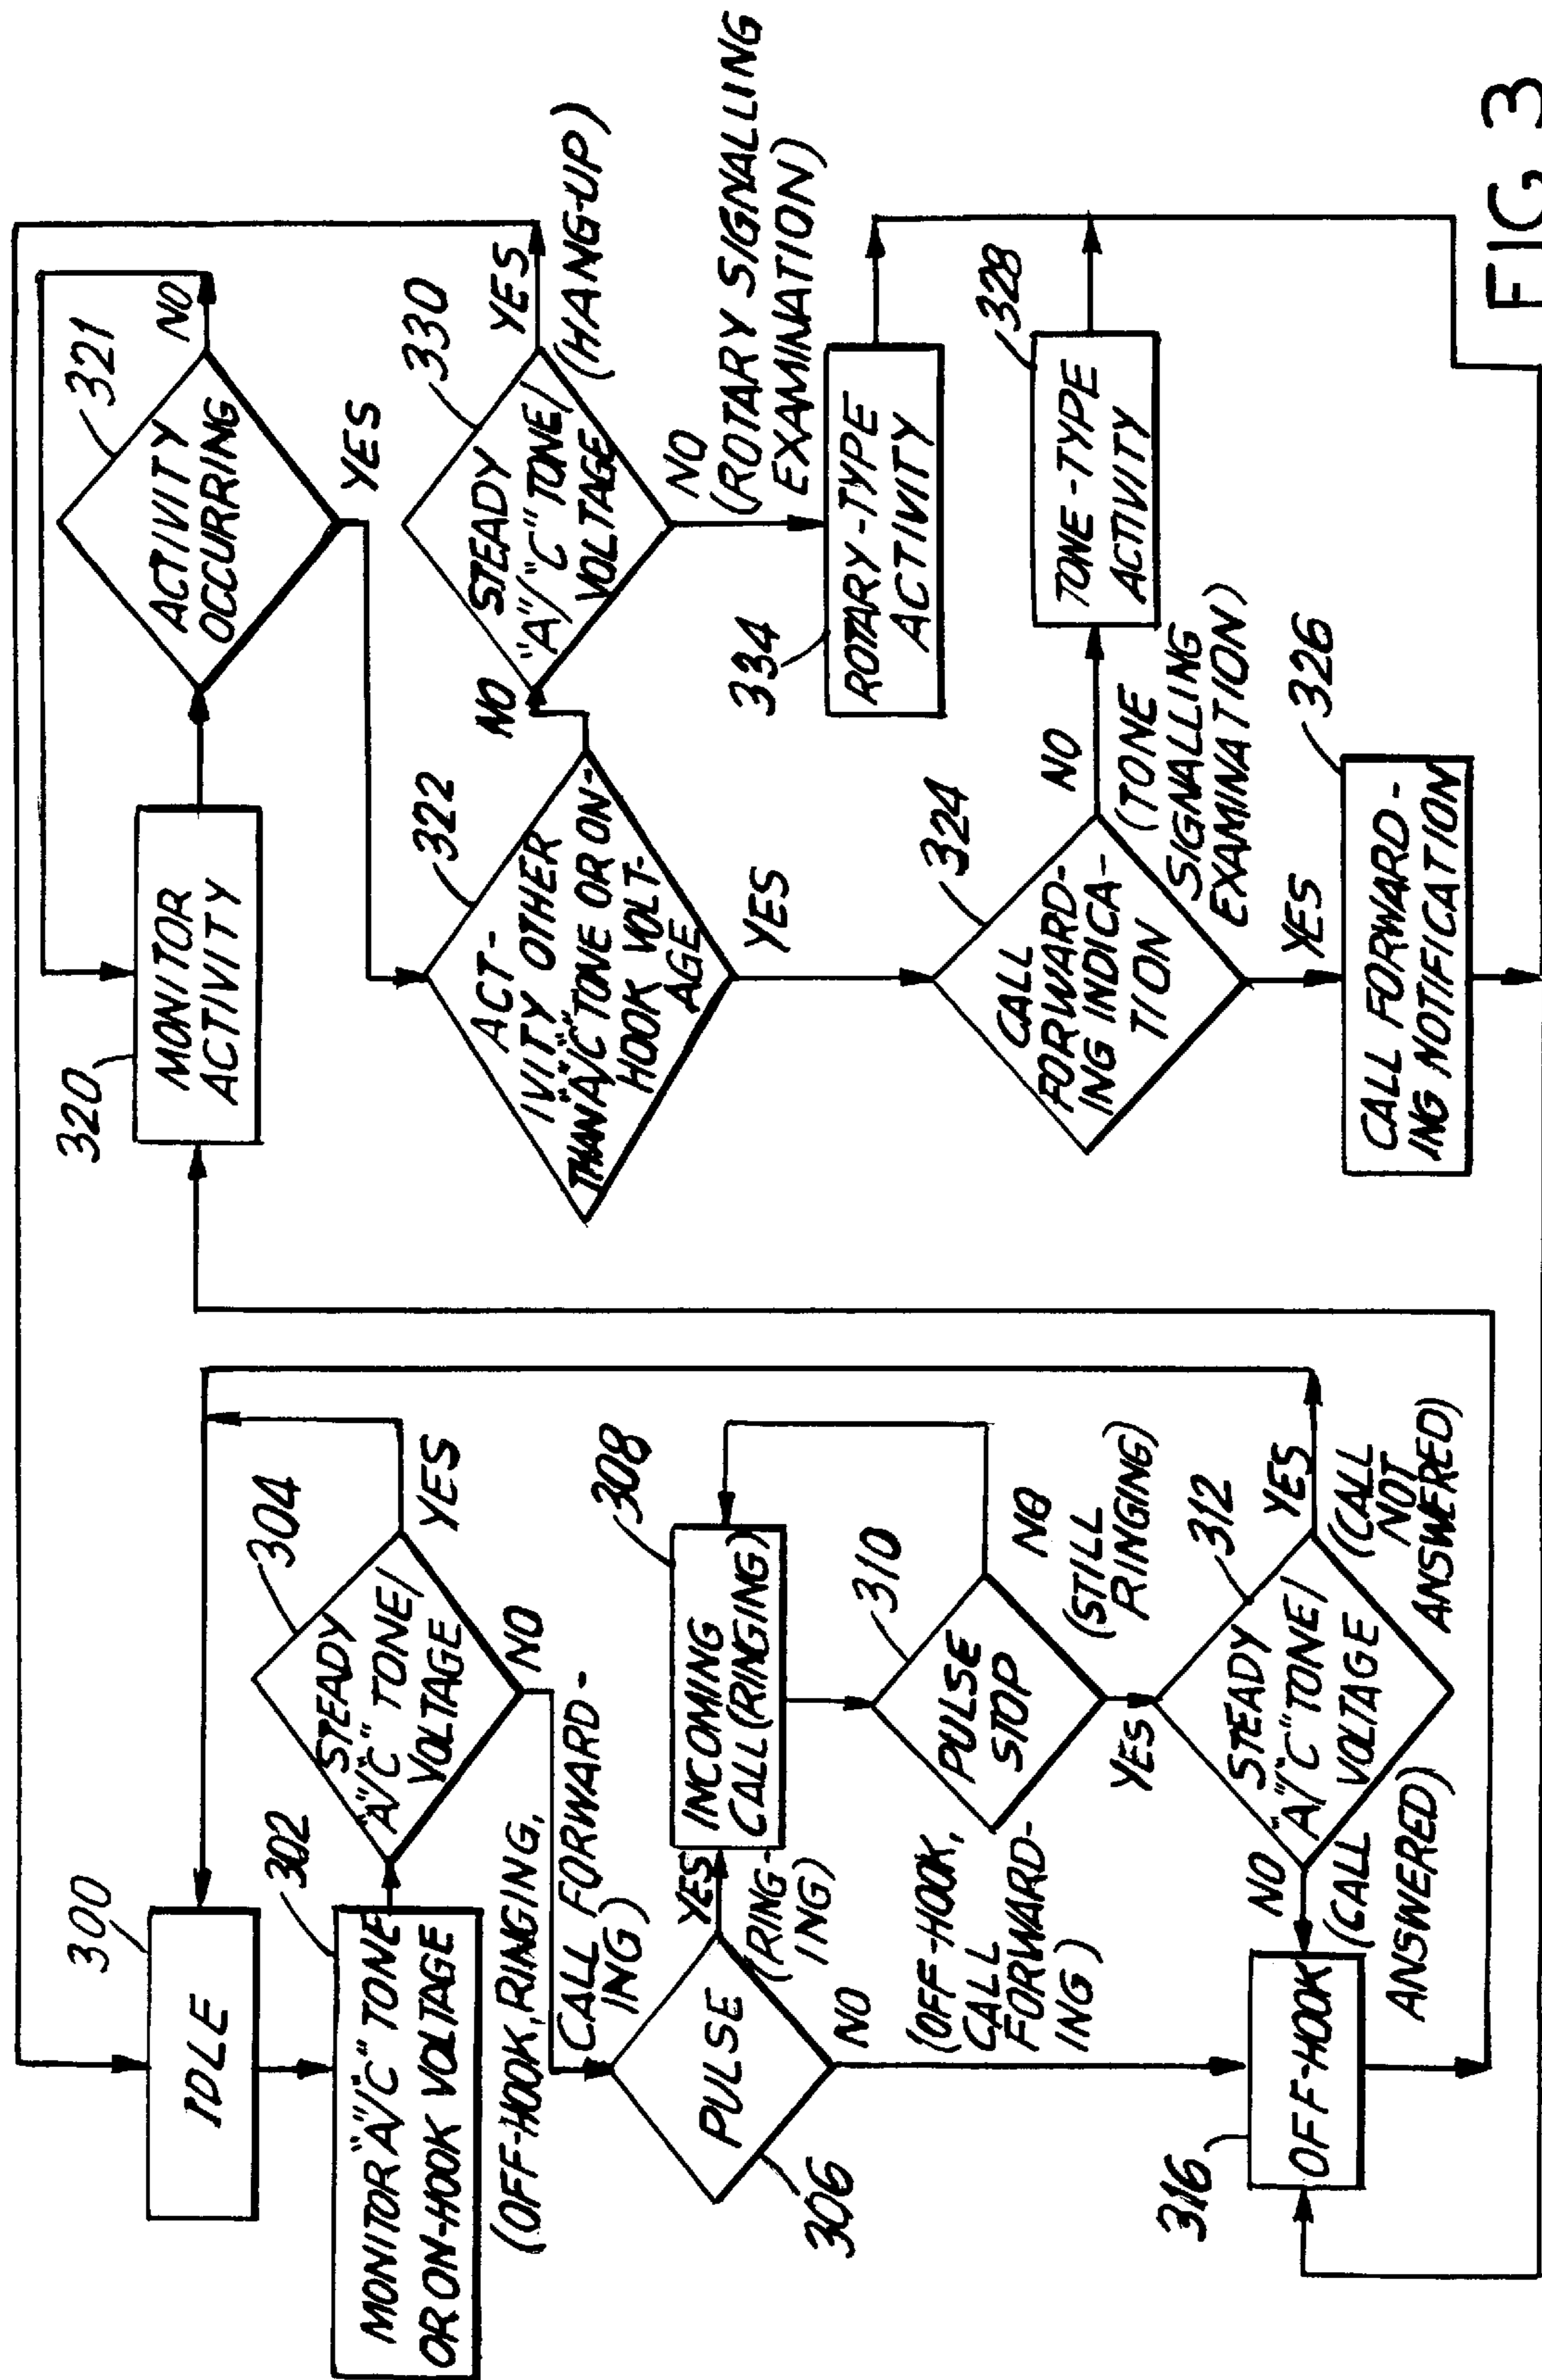 300
IDLE
302
MONITOR "A"/"C" TONE
OR ON-HOOK VOLTAGE
304
STEADY
"A"/"C" TONE/
VOLTAGE
YES
NO
(OFF-HOOK, RINGING,
CALL FORWARD-
ING)
PULSE
306
YES
(RING-
ING)
NO
(OFF-HOOK,
CALL
FORWARD-
ING)
308
INCOMING
CALL (RINGING)
310
PULSE
STOP
NO
(STILL
RINGING)
YES
312
STEADY
"A"/"C" TONE/
VOLTAGE
YES
(CALL
NOT
ANSWERED)
NO
(CALL
ANSWERED)
316
OFF-HOOK
320
MONITOR
ACTIVITY
321
ACTIVITY
OCCURRING
NO
YES
322
ACT-
IVITY OTHER
THAN "A"/"C" TONE OR ON-
HOOK VOLT-
AGE
NO
YES
330
STEADY
"A"/"C" TONE/
VOLTAGE
YES
(HANG-UP)
NO
(ROTARY SIGNALLING
EXAMINATION)
334
ROTARY-TYPE
ACTIVITY
324
CALL
FORWARD-
ING INDICA-
TION
NO
(TONE
SIGNALLING
EXAMINATION)
YES
328
TONE-TYPE
ACTIVITY
326
CALL FORWARD-
ING NOTIFICATION
FIG. 3